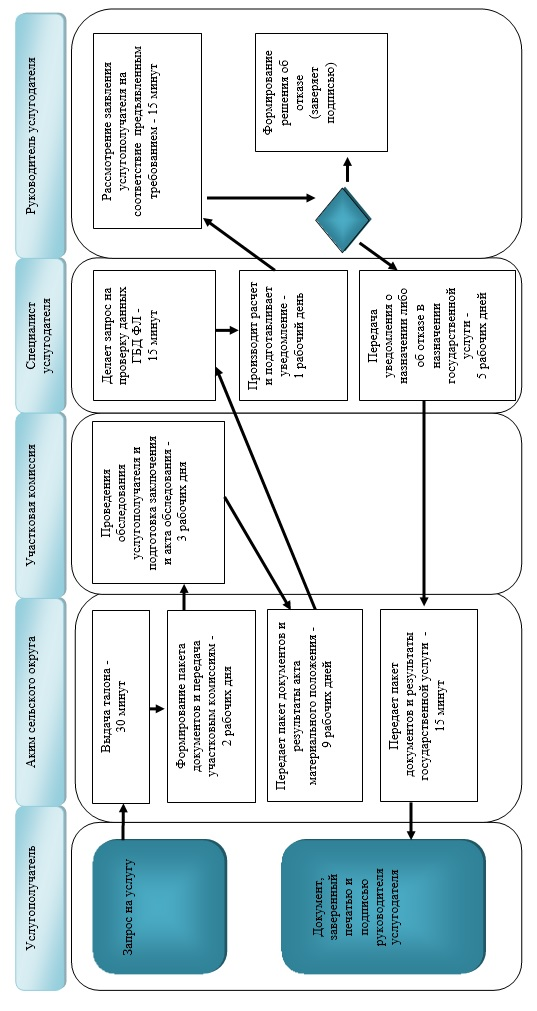 Услугополучатель
Аким сельского округа
Участковая комиссия
Специалист
услугодателя
Руководитель услугодателя
Запрос на услугу
Документ,
заверенный
печатью и
подписью
руководителя
услугодателя
Выдача талона -
30 минут
Формирование пакета
документов и передача
участковым комиссиям -
2 рабочих дня
Передает пакет документов и
результаты акта
материального положения -
9 рабочих дней
Передает пакет
документов и результаты
государственной услуги -
15 минут
Проведения
обследования
услугополучателя и
подготовка заключения
и акта обследования -
3 рабочих дня
Делает запрос на
проверку данных
ГБД ФЛ -
15 минут
Производит расчет
и подготавливает
уведомление -
1 рабочий день
Передача
уведомления о
назначении либо
об отказе в
назначении
государственной
услуги -
5 рабочих дней
Рассмотрение заявления
услугополучателя на
соответствие предъявленным
требованием - 15 минут
Формирование
решения об
отказе
(заверяет
подписью)